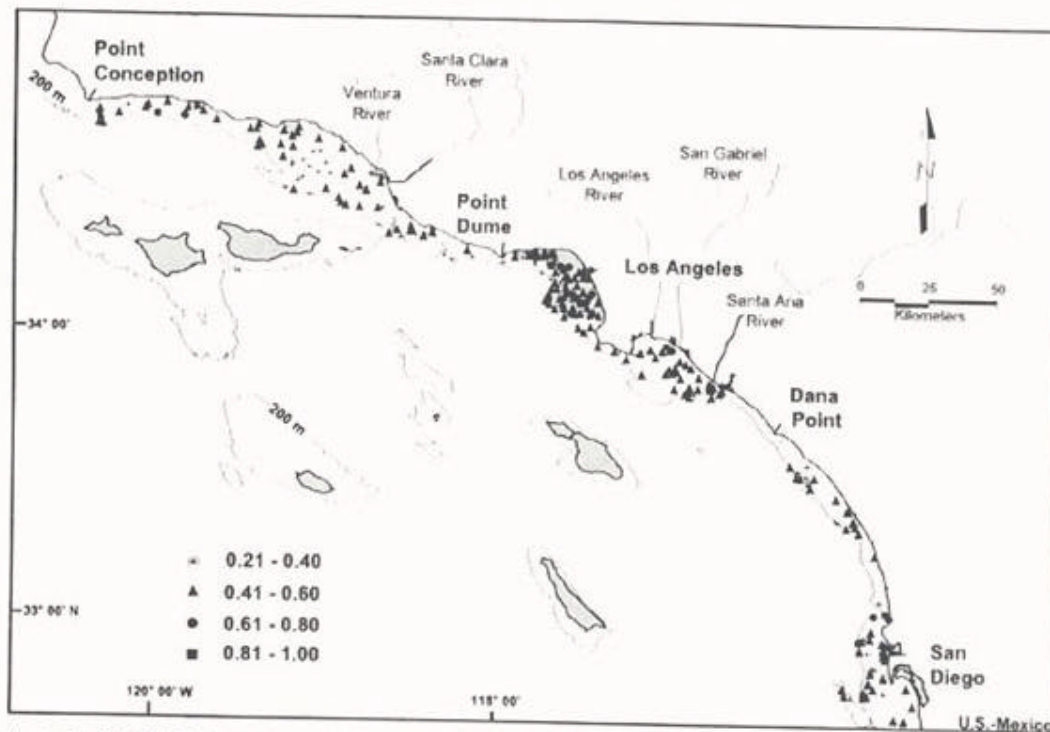 Point
Conception
200 m
Santa Clara
River
Ventura
River
San Gabriel
River
Los Angeles
River
Point
Dume
N
Los Angeles
Santa Ana
River
0 25 50
Kilometers
34° 00'
Dana
Point
200 m
0.21 - 0.40
0.41 - 0.60
0.61 - 0.80
0.81 - 1.00
33° 00' N
San
Diego
120° 00' W
118° 00'
U.S.-Mexico